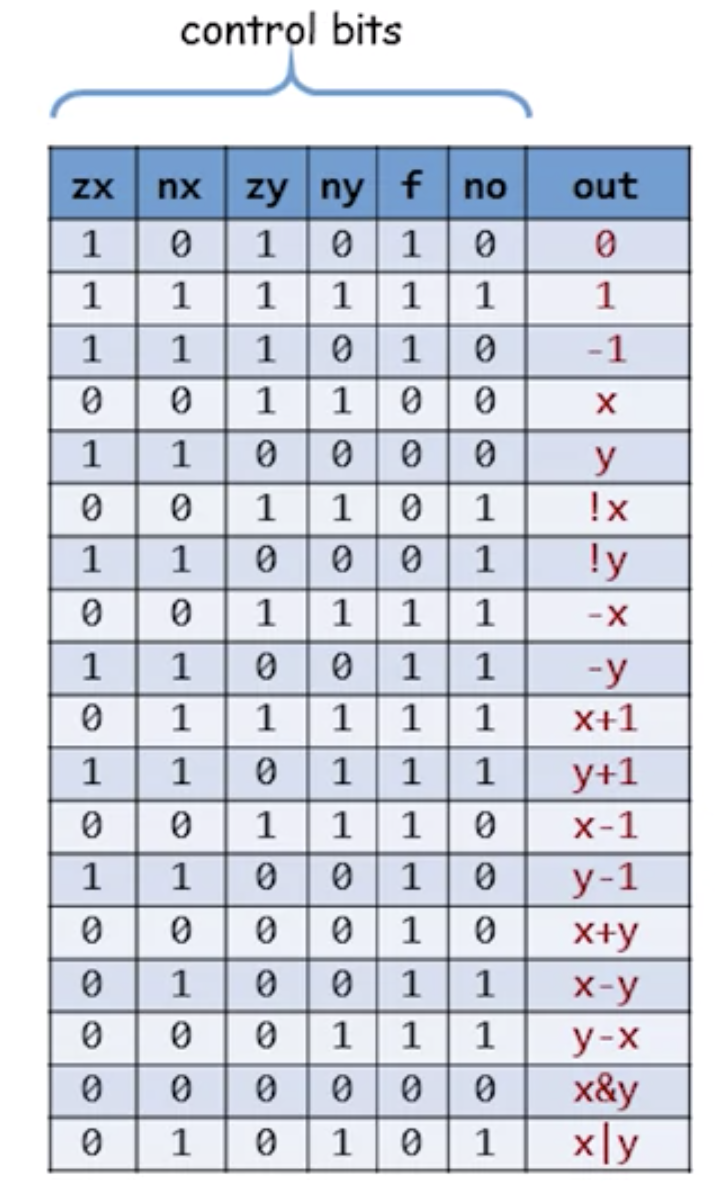 control bits
zx nx zy ny f no out
1 0 1 0 1 0 0
1 1 1 1 1 1 1
1 1 1 0 1 0 -1
0 0 1 1 0 0 x
1 1 0 0 0 0 y
0 0 1 1 0 1 !x
1 1 0 0 0 1 !y
0 0 1 1 1 1 -x
1 1 0 0 1 1 -y
0 1 1 1 1 1 x+1
1 1 0 1 1 1 y+1
0 0 1 1 1 0 x-1
1 1 0 0 1 0 y-1
0 0 0 0 1 0 x+y
0 1 0 0 1 1 x-y
0 0 0 1 1 1 y-x
0 0 0 0 0 0 x&y
0 1 0 1 0 1 x|y